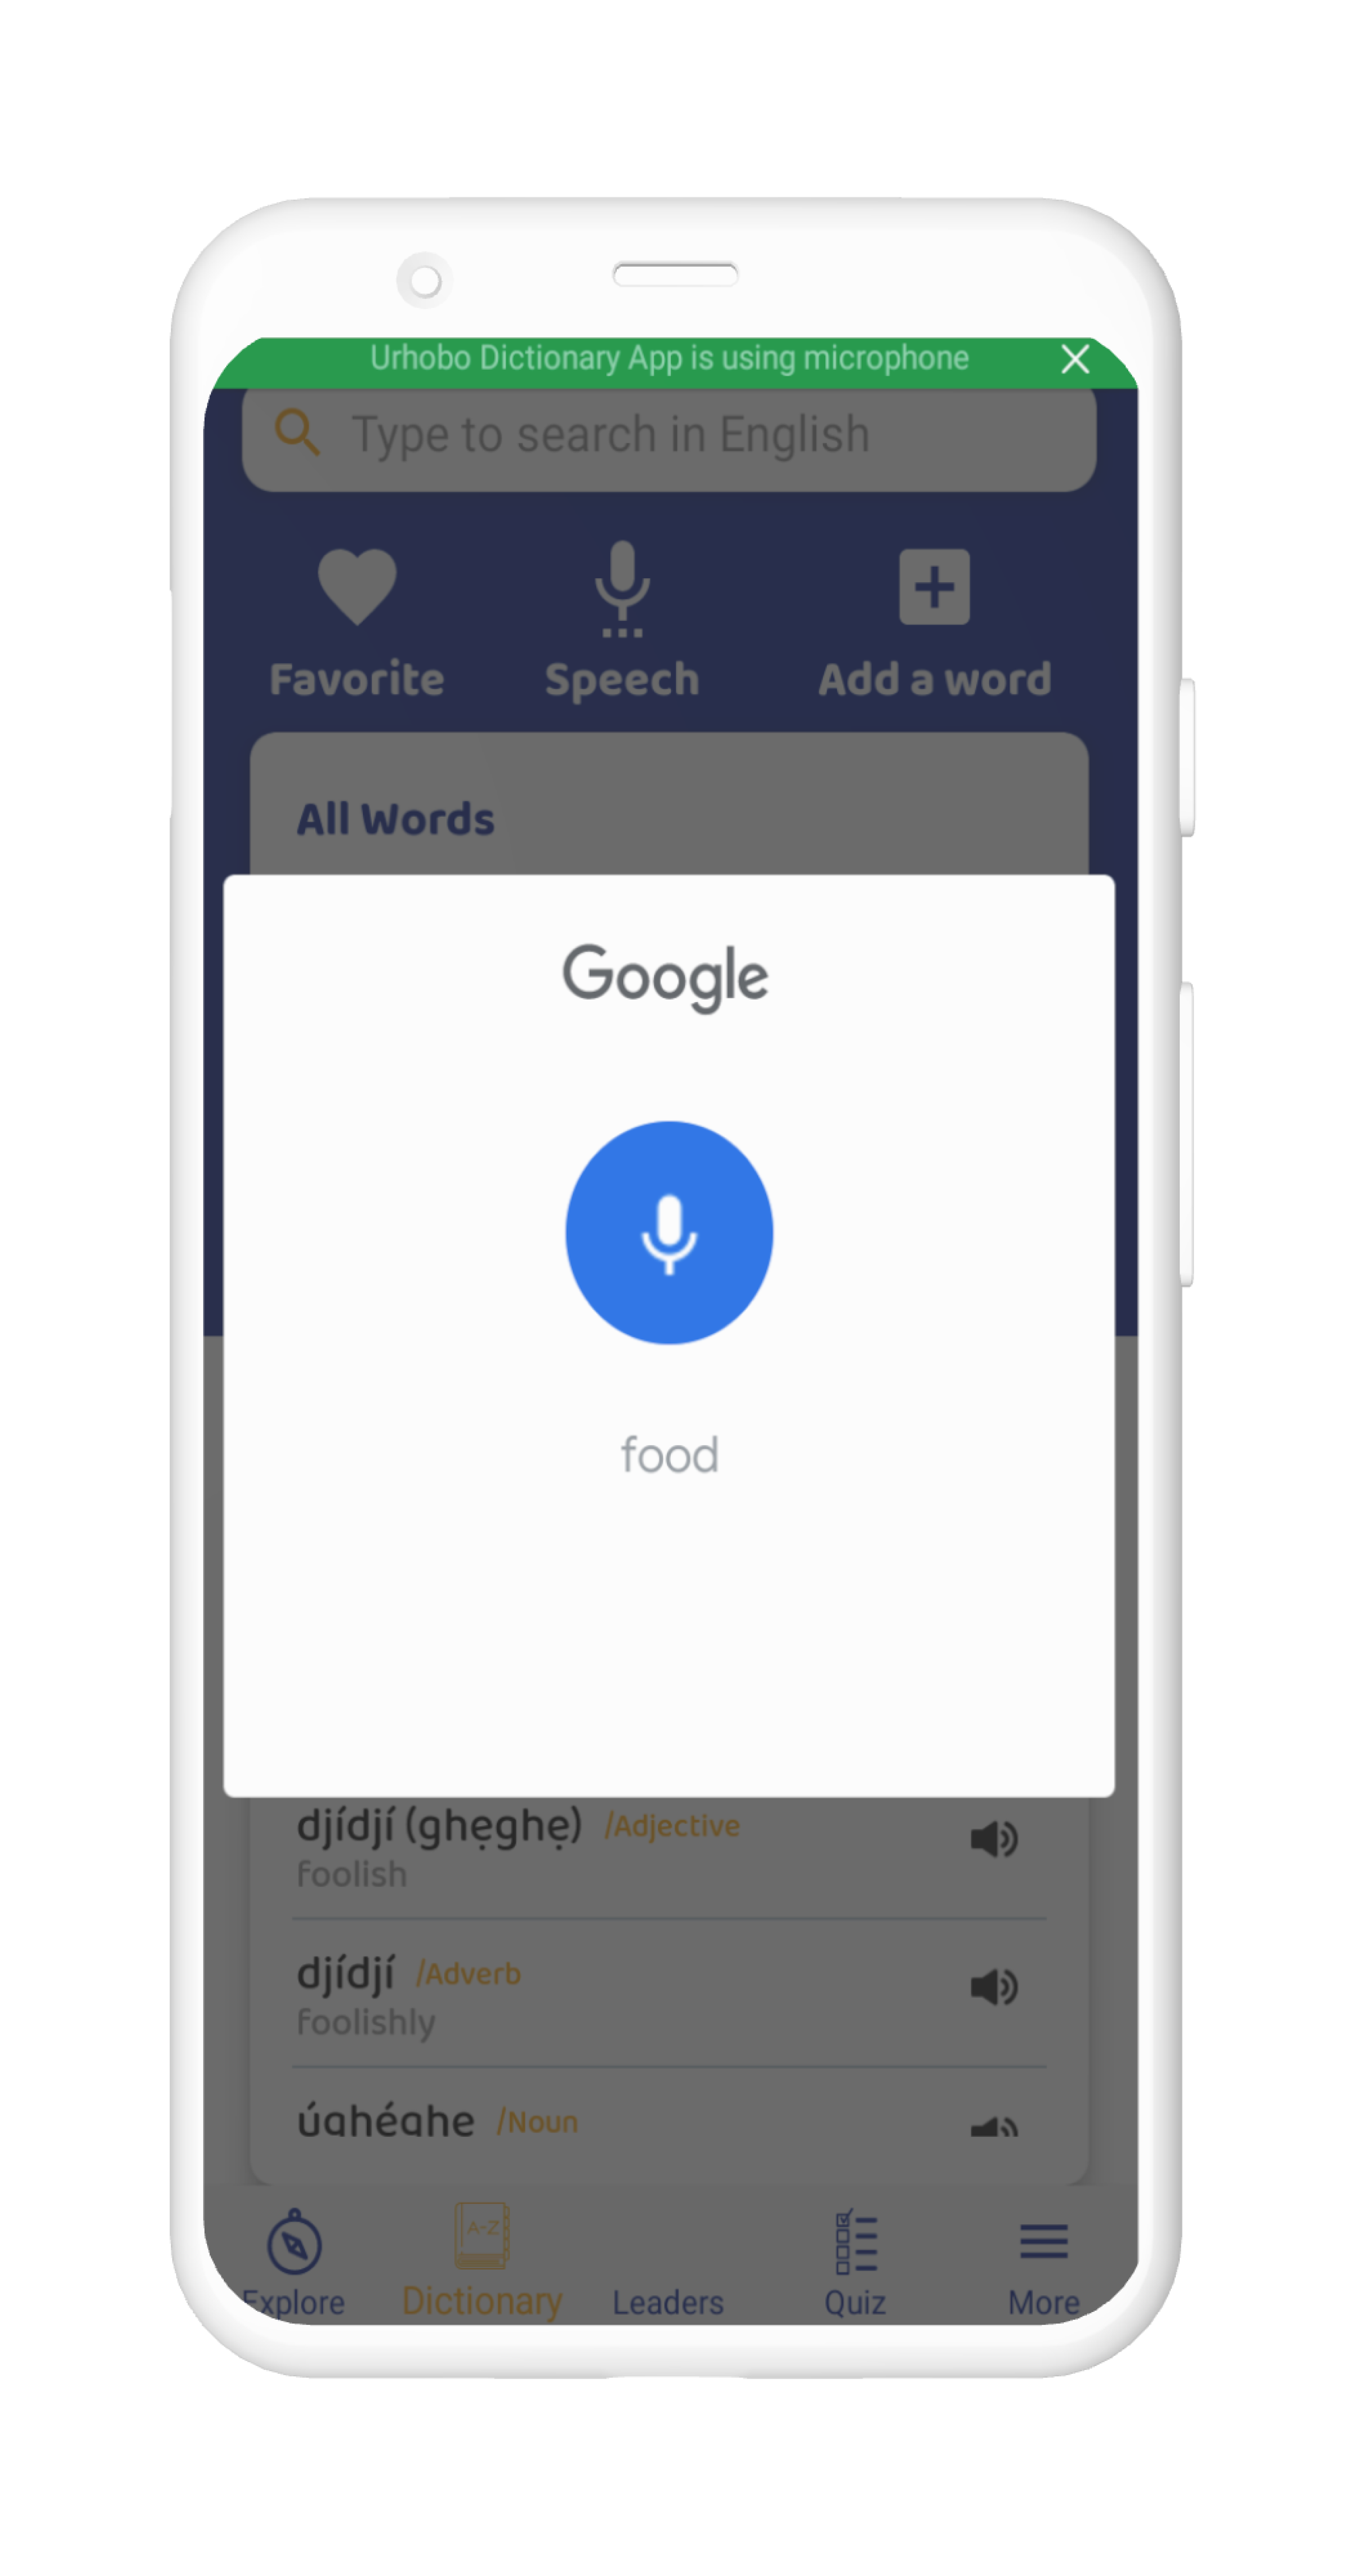 Urhobo Dictionary App is using microphone
Type to search in English
Favorite Speech Add a word
All Words
Google
food
djídjí (ghẹghẹ) /Adjective
foolish
djídjí /Adverb
foolishly
úahéahe /Noun
A-Z
Explore Dictionary Leaders Quiz More